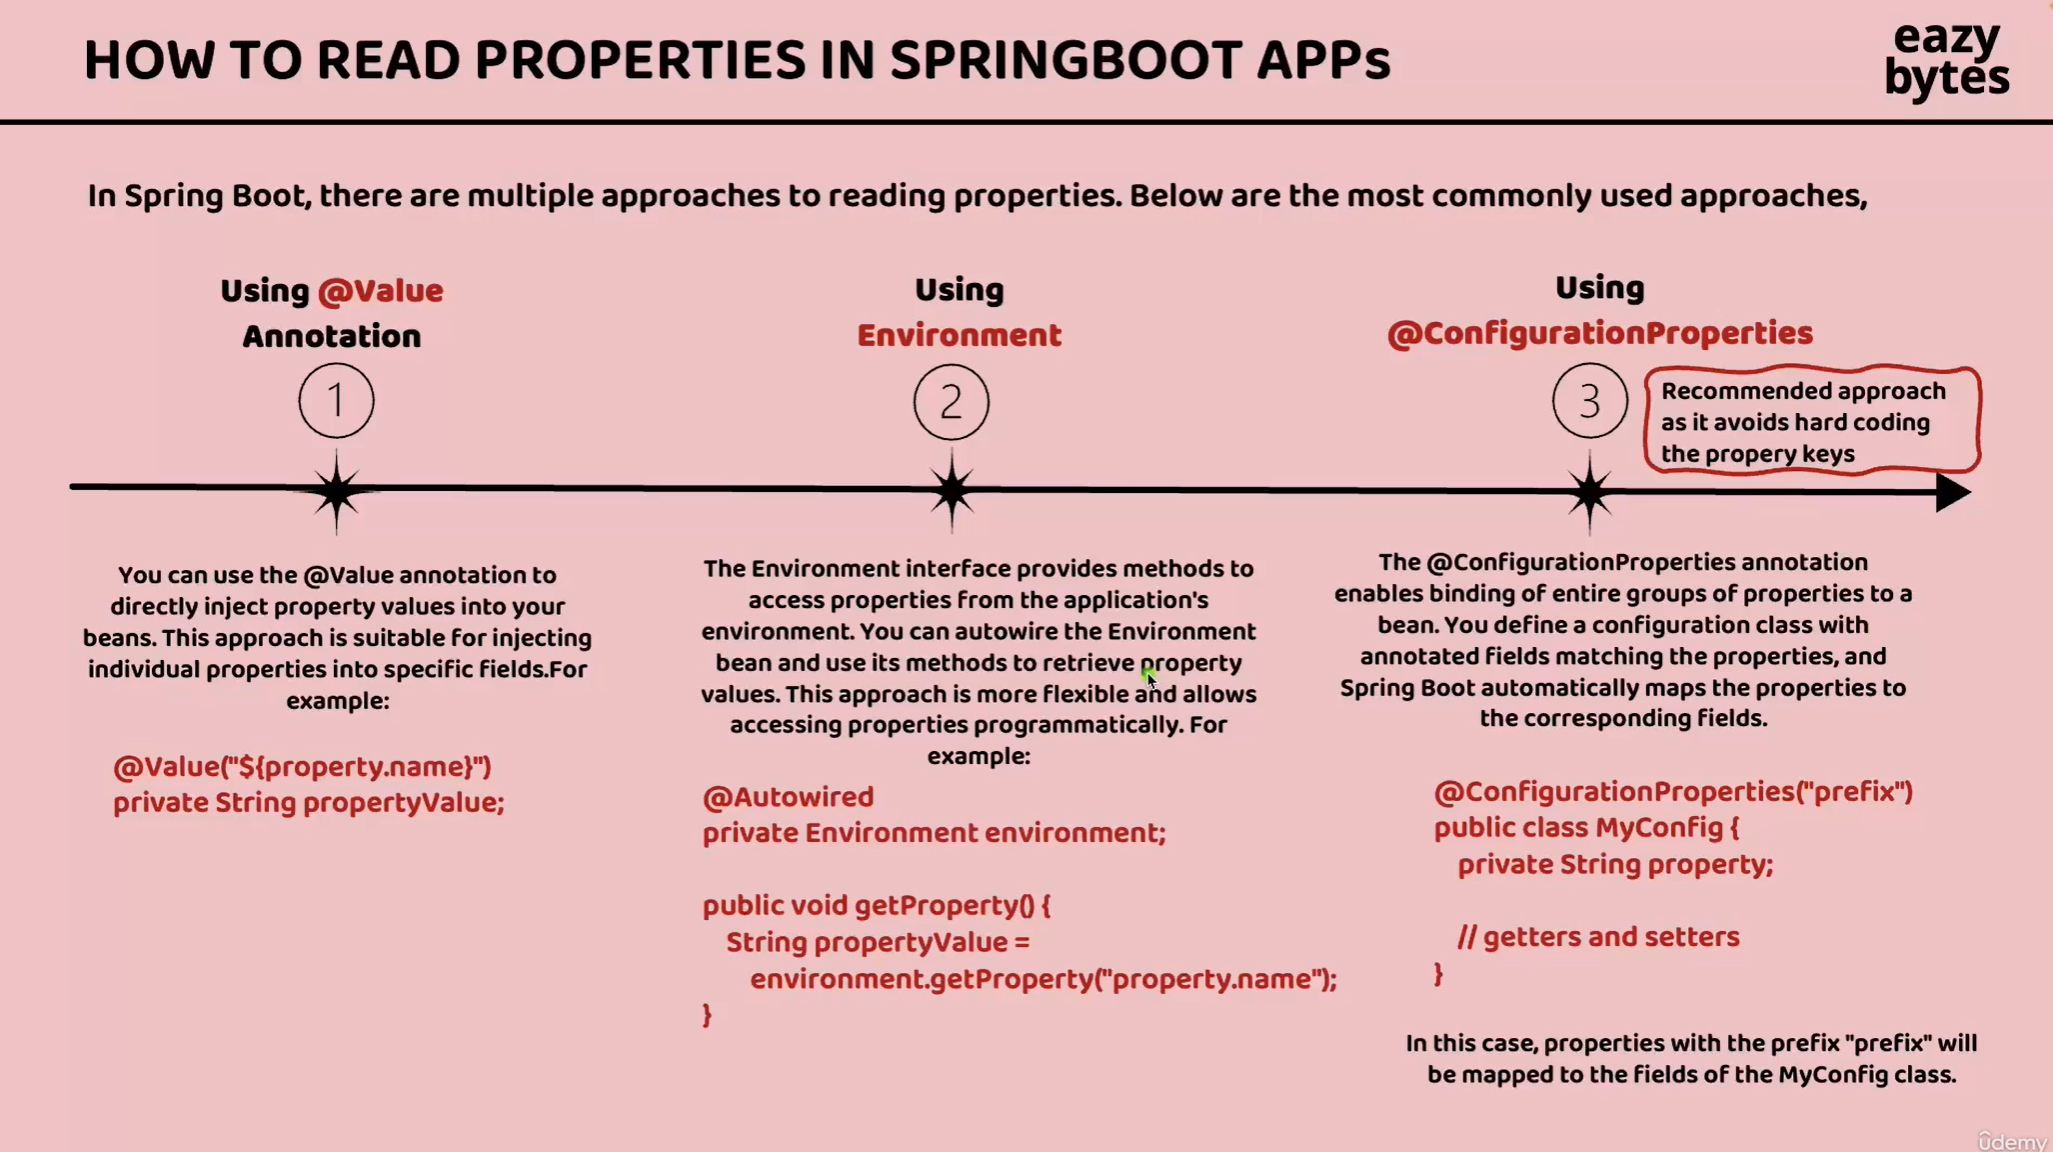 HOW TO READ PROPERTIES IN SPRINGBOOT APPs
eazy
bytes
In Spring Boot, there are multiple approaches to reading properties. Below are the most commonly used approaches,
Using @Value
Annotation
1
You can use the @Value annotation to
directly inject property values into your
beans. This approach is suitable for injecting
individual properties into specific fields.For
example:
@Value("${property.name}")
private String propertyValue;
Using
Environment
2
The Environment interface provides methods to
access properties from the application's
environment. You can autowire the Environment
bean and use its methods to retrieve property
values. This approach is more flexible and allows
accessing properties programmatically. For
example:
@Autowired
private Environment environment;
public void getProperty() {
String propertyValue =
environment.getProperty("property.name");
}
Using
@ConfigurationProperties
3
Recommended approach
as it avoids hard coding
the propery keys
The @ConfigurationProperties annotation
enables binding of entire groups of properties to a
bean. You define a configuration class with
annotated fields matching the properties, and
Spring Boot automatically maps the properties to
the corresponding fields.
@ConfigurationProperties("prefix")
public class MyConfig {
private String property;
// getters and setters
}
In this case, properties with the prefix "prefix" will
be mapped to the fields of the MyConfig class.
ûdemy